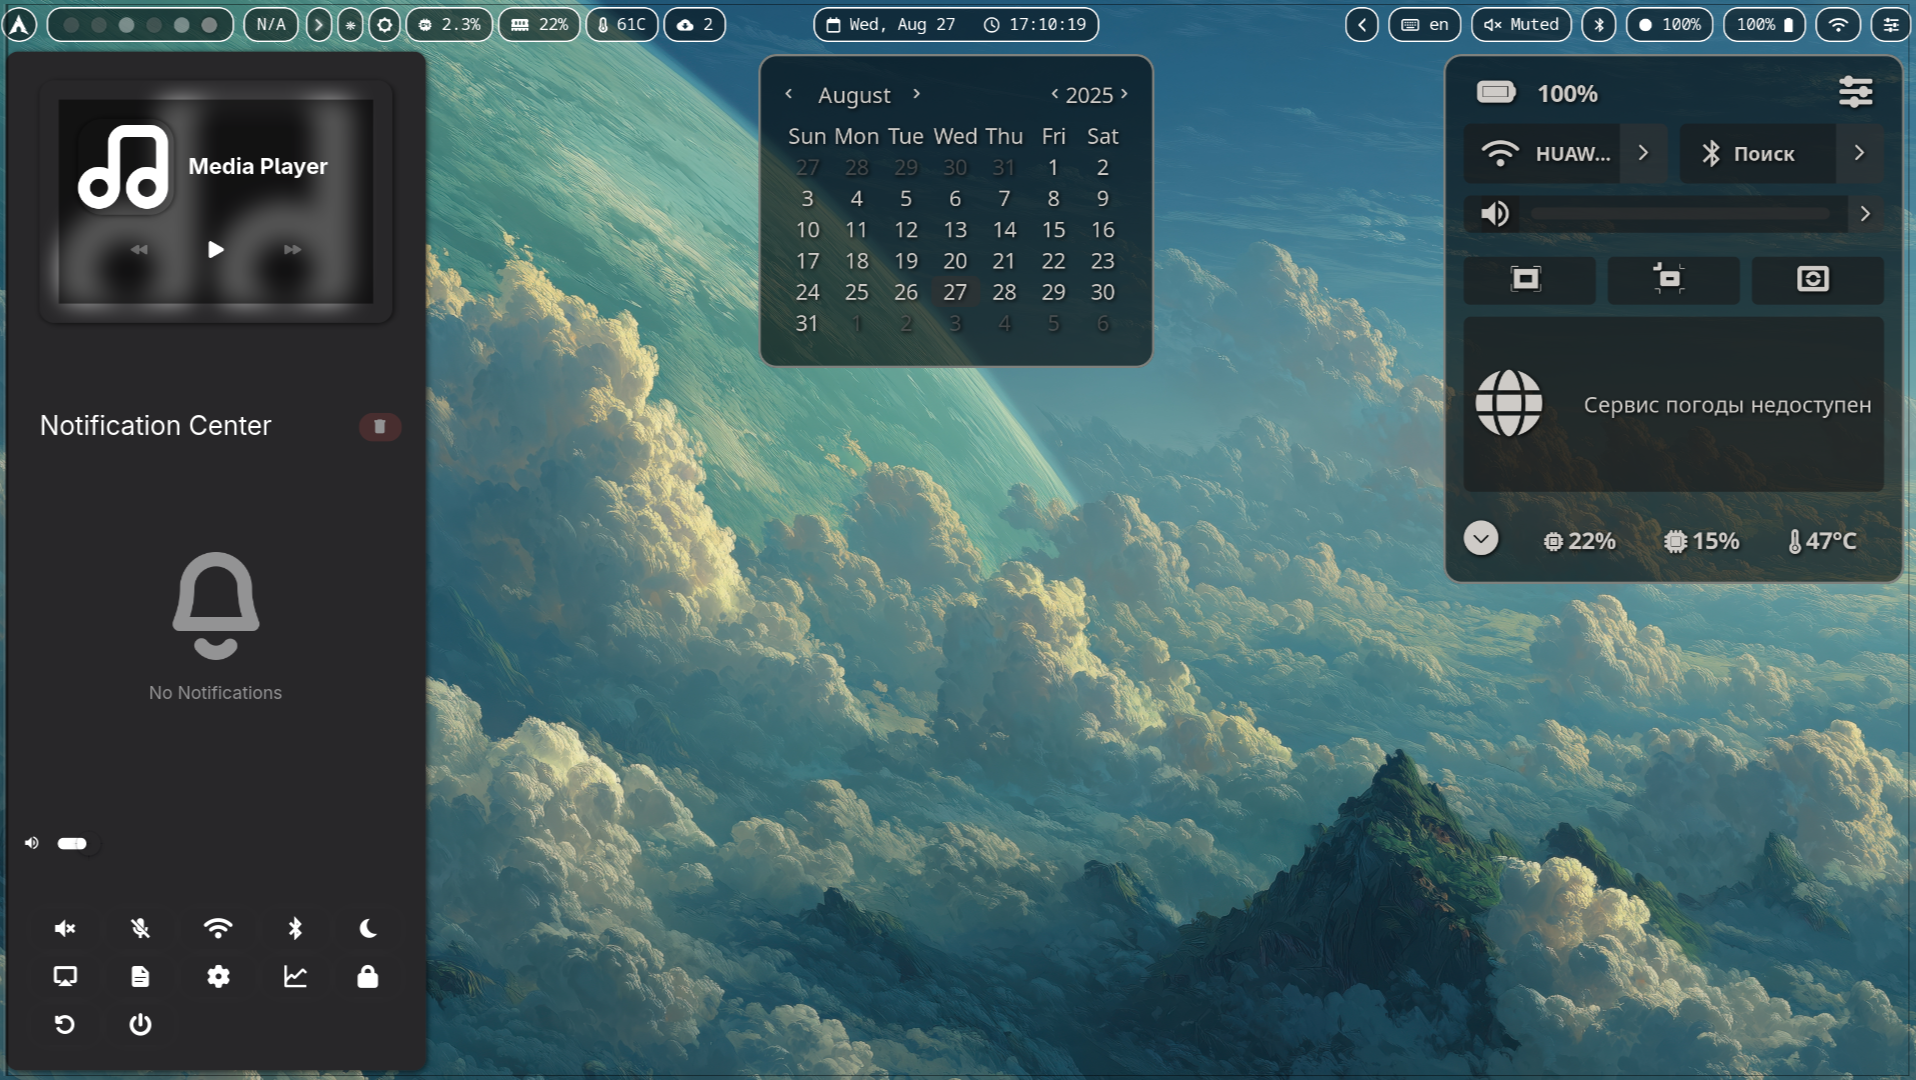 N/A 2.3% 22% 61C 2 Wed, Aug 27 17:10:19 en Muted 100% 100%
Media Player
Notification Center
No Notifications
August 2025
Sun Mon Tue Wed Thu Fri Sat
27 28 29 30 31 1 2
3 4 5 6 7 8 9
10 11 12 13 14 15 16
17 18 19 20 21 22 23
24 25 26 27 28 29 30
31 1 2 3 4 5 6
100%
HUAW... Поиск
Сервис погоды недоступен
22% 15% 47°C